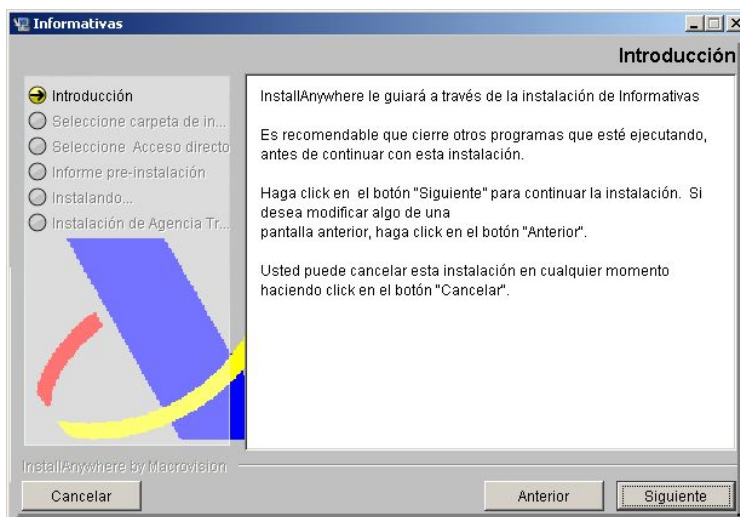 Informativas
Introducción
Introducción
Seleccione carpeta de in...
Seleccione Acceso directo
Informe pre-instalación
Instalando...
Instalación de Agencia Tr...
InstallAnywhere le guiará a través de la instalación de Informativas
Es recomendable que cierre otros programas que esté ejecutando,
antes de continuar con esta instalación.
Haga click en el botón "Siguiente" para continuar la instalación. Si
desea modificar algo de una
pantalla anterior, haga click en el botón "Anterior".
Usted puede cancelar esta instalación en cualquier momento
haciendo click en el botón "Cancelar".
InstallAnywhere by Macrovision
Cancelar
Anterior
Siguiente